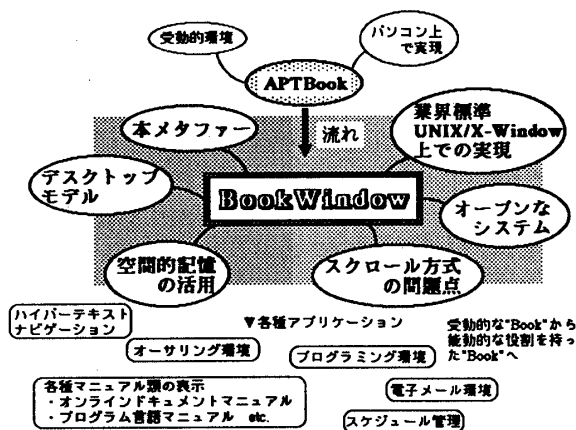 受動的環境
パソコン上
で実現
APTBook
本メタファー
流れ
業界標準
UNIX/X-Window
上での実現
デスクトップ
モデル
BookWindow
オープンな
システム
空間的記憶
の活用
スクロール方式
の問題点
ハイパーテキスト
ナビゲーション
▼各種アプリケーション
受動的な"Book"から
能動的な役割を持っ
た"Book"へ
オーサリング環境
プログラミング環境
各種マニュアル類の表示
・オンラインドキュメントマニュアル
・プログラム言語マニュアル etc.
電子メール環境
スケジュール管理